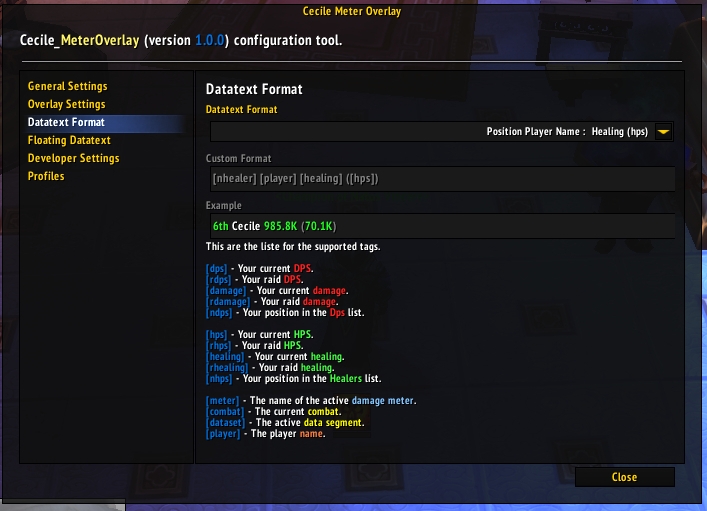 Cecile Meter Overlay
Cecile_MeterOverlay (version 1.0.0) configuration tool.
General Settings
Overlay Settings
Datatext Format
Floating Datatext
Developer Settings
Profiles
Datatext Format
Datatext Format
Position Player Name : Healing (hps)
Custom Format
[nhealer] [player] [healing] ([hps])
Example
6th Cecile 985.8K (70.1K)
This are the liste for the supported tags.
[dps] - Your current DPS.
[rdps] - Your raid DPS.
[damage] - Your current damage.
[rdamage] - Your raid damage.
[ndps] - Your position in the Dps list.
[hps] - Your current HPS.
[rhps] - Your raid HPS.
[healing] - Your current healing.
[rhealing] - Your raid healing.
[nhps] - Your position in the Healers list.
[meter] - The name of the active damage meter.
[combat] - The current combat.
[dataset] - The active data segment.
[player] - The player name.
Close